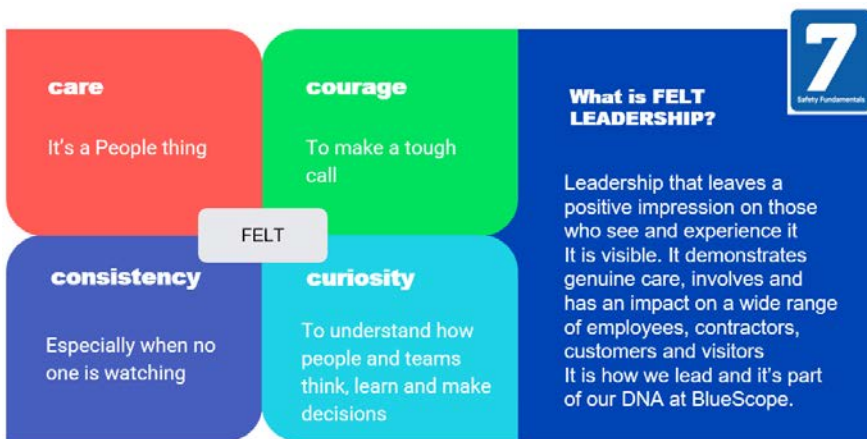 care
It's a People thing
courage
To make a tough
call
FELT
consistency
Especially when no
one is watching
curiosity
To understand how
people and teams
think, learn and make
decisions
7
Safety Fundamentals
What is FELT
LEADERSHIP?
Leadership that leaves a
positive impression on those
who see and experience it
It is visible. It demonstrates
genuine care, involves and
has an impact on a wide range
of employees, contractors,
customers and visitors
It is how we lead and it's part
of our DNA at BlueScope.